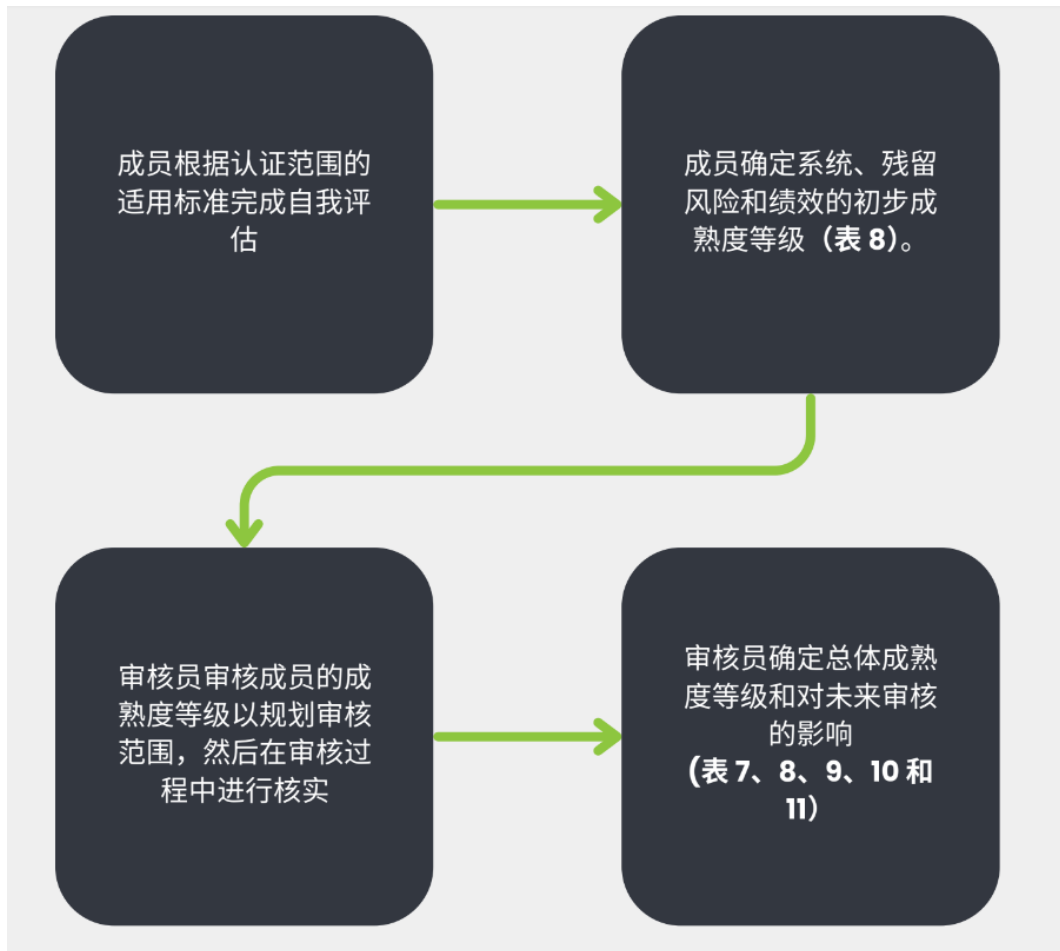 成员根据认证范围的
适用标准完成自我评
估
成员确定系统、残留
风险和绩效的初步成
熟度等级（表 8）。
审核员审核成员的成
熟度等级以规划审核
范围，然后在审核过
程中进行核实
审核员确定总体成熟
度等级和对未来审核
的影响
(表 7、8、9、10 和
11）